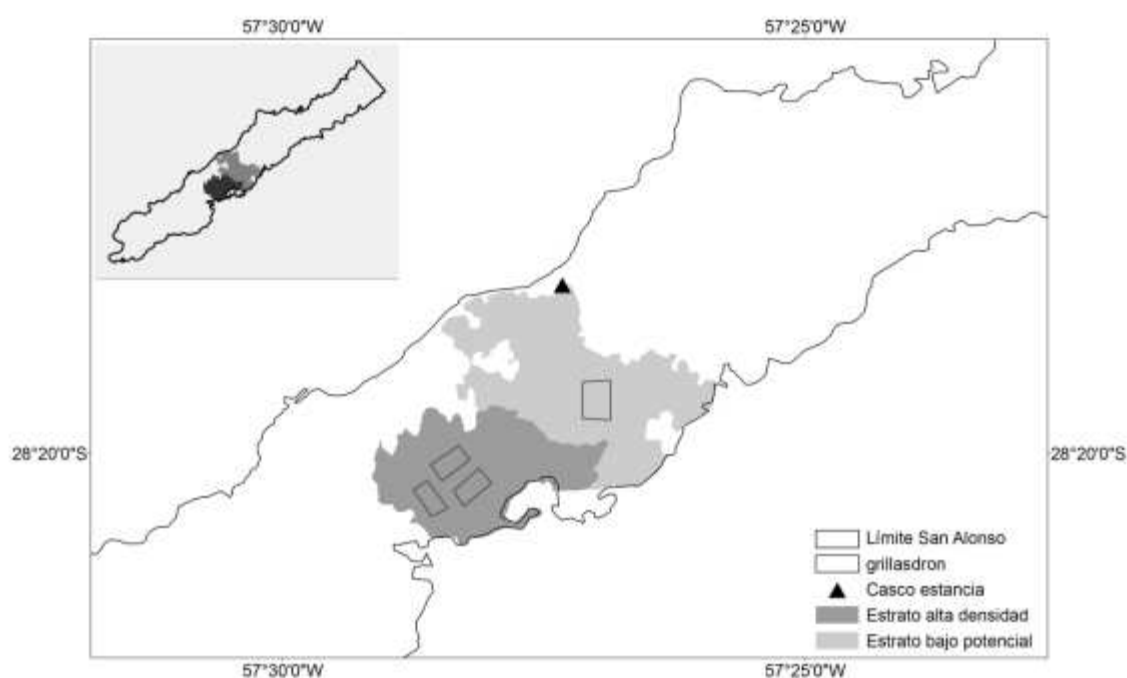 57°30'0"W 57°25'0"W
28°20'0"S 28°20'0"S
Límite San Alonso
grillasdron
Casco estancia
Estrato alta densidad
Estrato bajo potencial
57°30'0"W 57°25'0"W